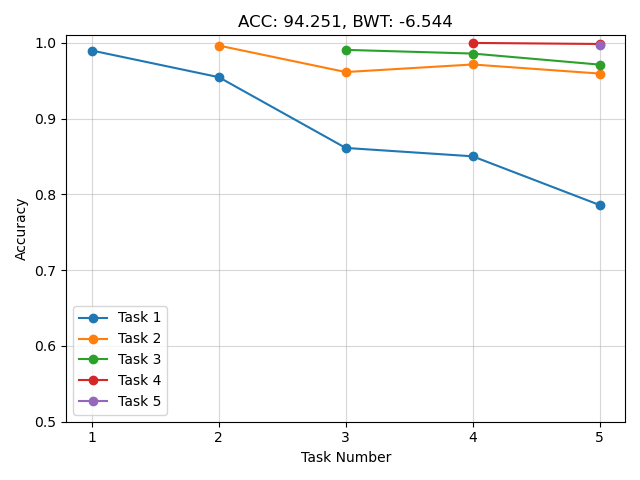 ACC: 94.251, BWT: -6.544
1.0
0.9
0.8
0.7
0.6
0.5
Accuracy
Task 1
Task 2
Task 3
Task 4
Task 5
1 2 3 4 5
Task Number